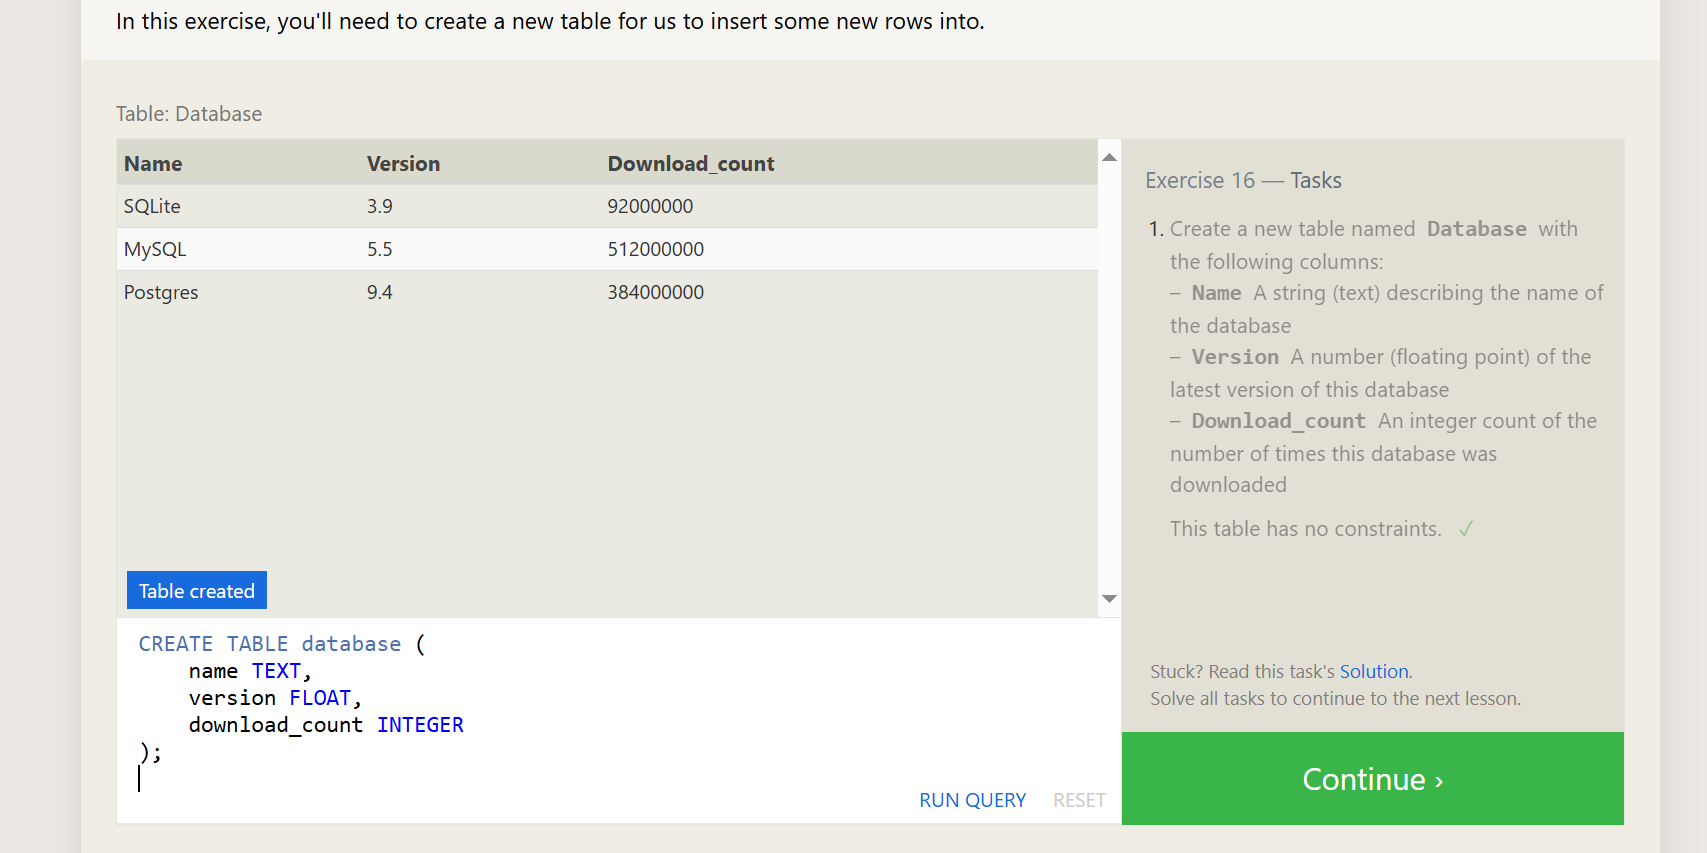 In this exercise, you'll need to create a new table for us to insert some new rows into.
Table: Database
Name Version Download_count
SQLite 3.9 92000000
MySQL 5.5 512000000
Postgres 9.4 384000000
Table created
CREATE TABLE database (
    name TEXT,
    version FLOAT,
    download_count INTEGER
);
RUN QUERY RESET
Exercise 16 — Tasks
1. Create a new table named Database with
the following columns:
– Name A string (text) describing the name of
the database
– Version A number (floating point) of the
latest version of this database
– Download_count An integer count of the
number of times this database was
downloaded
This table has no constraints. ✓
Stuck? Read this task's Solution.
Solve all tasks to continue to the next lesson.
Continue ›